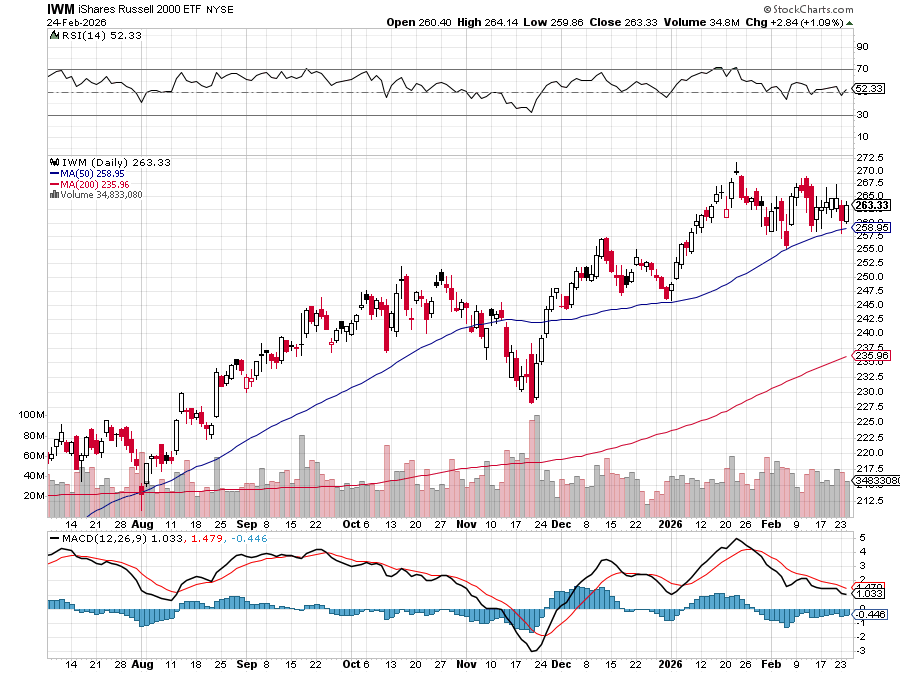 IWM iShares Russell 2000 ETF NYSE
© StockCharts.com
24-Feb-2026
Open 260.40 High 264.14 Low 259.86 Close 263.33 Volume 34.8M Chg +2.84 (+1.09%)
RSI(14) 52.33
90
70
52.33
30
10
IWM (Daily) 263.33
MA(50) 258.95
MA(200) 235.96
Volume 34,833,080
272.5
270.0
267.5
265.0
263.33
258.95
257.5
255.0
252.5
250.0
247.5
245.0
242.5
240.0
237.5
235.96
232.5
230.0
227.5
225.0
222.5
220.0
217.5
34833080
212.5
100M
80M
60M
40M
20M
14 21 28 Aug 11 18 25 Sep 8 15 22 Oct 6 13 20 27 Nov 10 17 24 Dec 8 15 22 2026 12 20 26 Feb 9 17 23
MACD(12,26,9) 1.033, 1.479, -0.446
5
4
3
2
1.479
1.033
0
-0.446
-1
-2
-3
14 21 28 Aug 11 18 25 Sep 8 15 22 Oct 6 13 20 27 Nov 10 17 24 Dec 8 15 22 2026 12 20 26 Feb 9 17 23